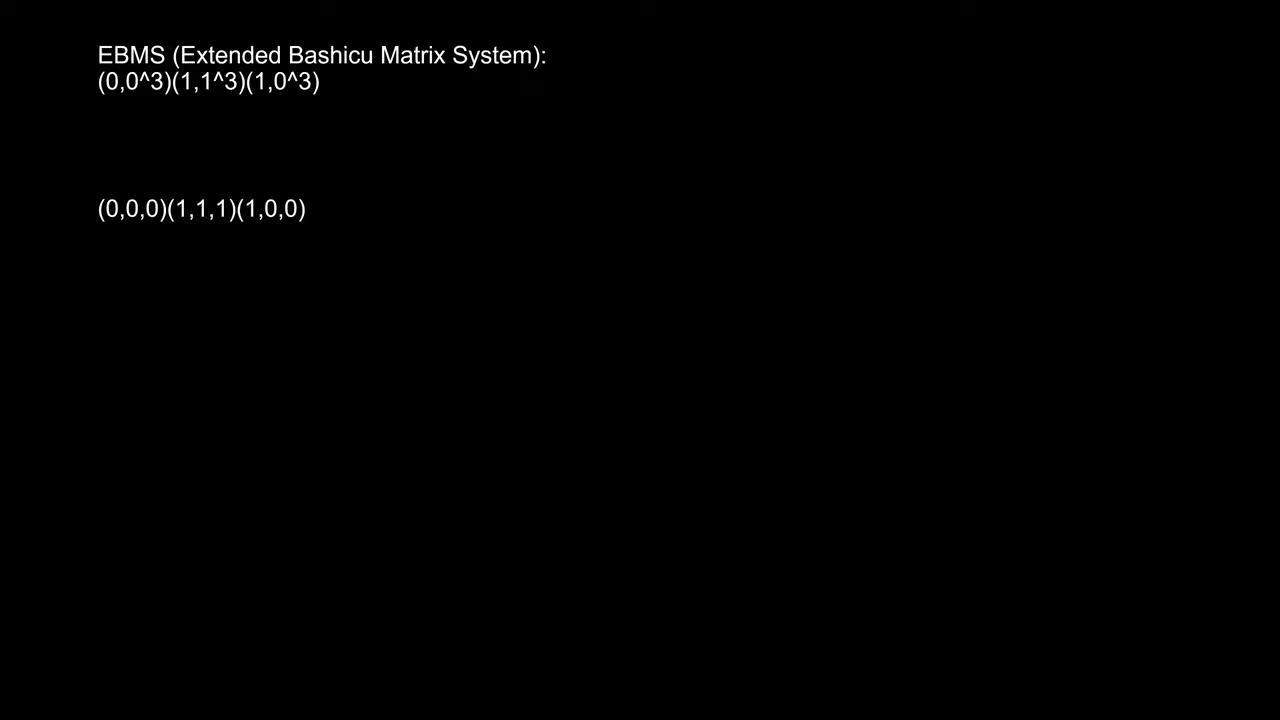 EBMS (Extended Bashicu Matrix System):
(0,0^3)(1,1^3)(1,0^3)
(0,0,0)(1,1,1)(1,0,0)